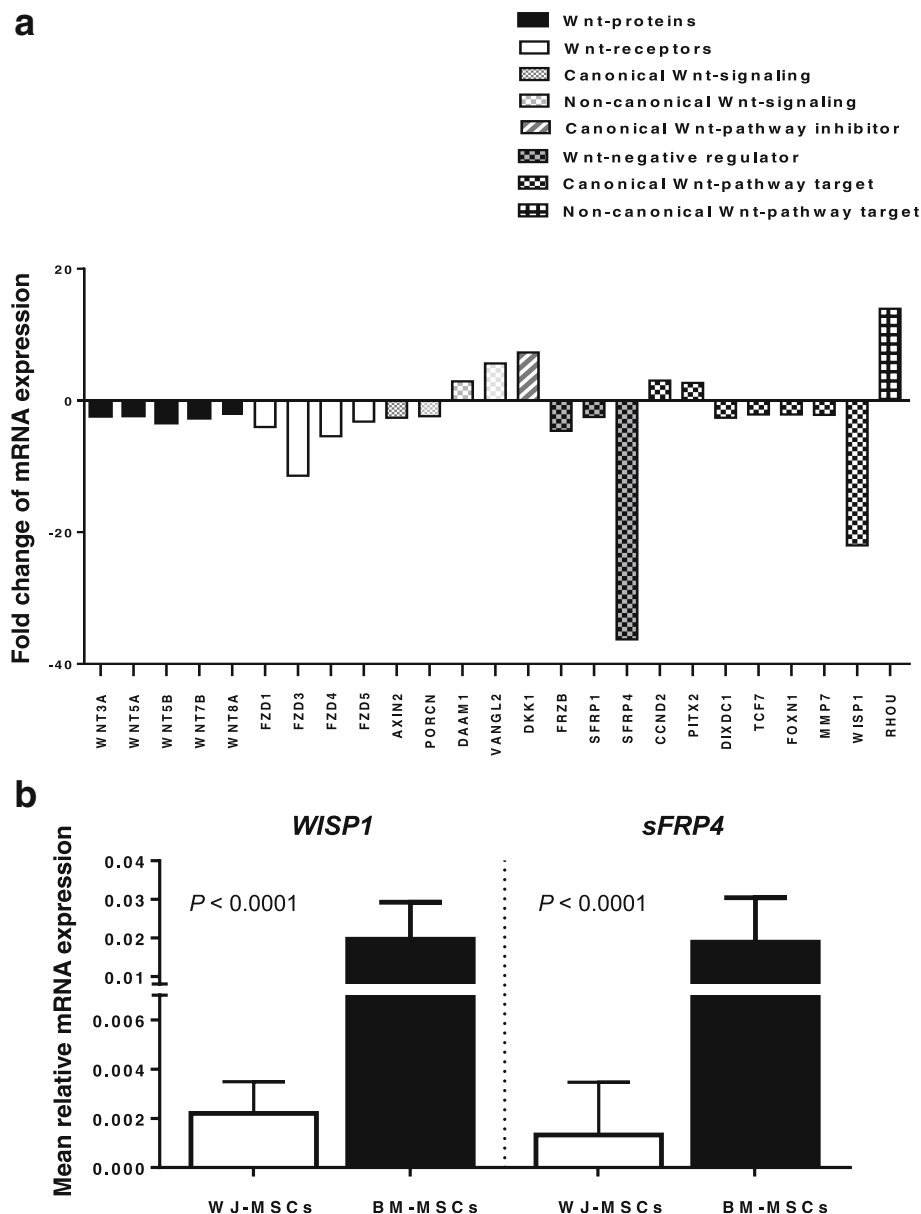 a
Wnt-proteins
Wnt-receptors
Canonical Wnt-signaling
Non-canonical Wnt-signaling
Canonical Wnt-pathway inhibitor
Wnt-negative regulator
Canonical Wnt-pathway target
Non-canonical Wnt-pathway target
Fold change of mRNA expression
20
0
-20
-40
WNT3A
WNT5A
WNT5B
WNT7B
WNT8A
FZD1
FZD3
FZD4
FZD5
AXIN2
PORCN
DAAM1
VANGL2
DKK1
FRZB
SFRP1
SFRP4
CCND2
PITX2
DIXDC1
TCF7
FOXN1
MMP7
WISP1
RHOU
b
WISP1 sFRP4
Mean relative mRNA expression
0.04
0.03
0.02
0.01
0.006
0.004
0.002
0.000
P < 0.0001 P < 0.0001
WJ-MSCs BM-MSCs WJ-MSCs BM-MSCs